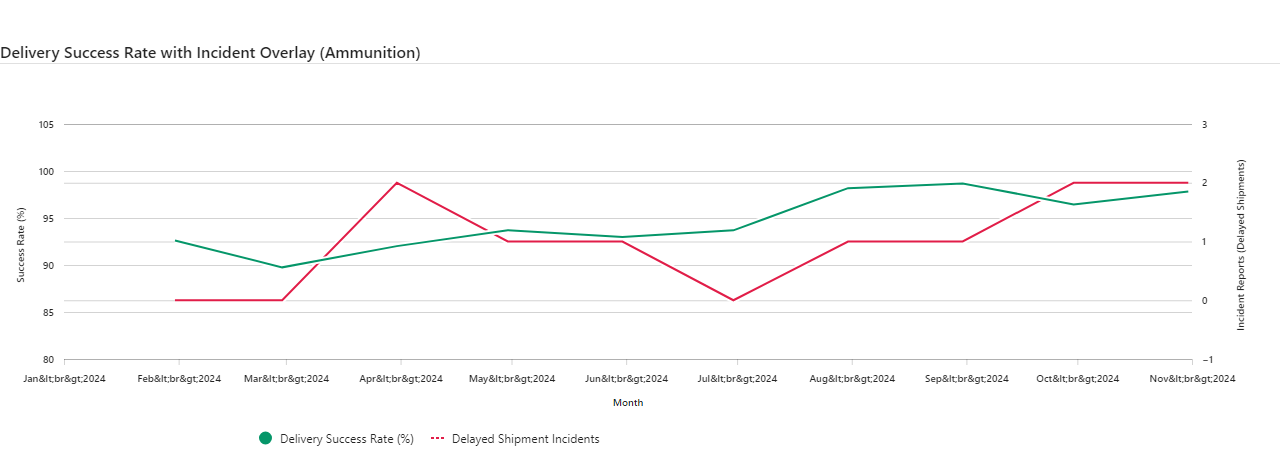 Delivery Success Rate with Incident Overlay (Ammunition)
105
100
95
90
85
80
Success Rate (%)
3
2
1
0
−1
Incident Reports (Delayed Shipments)
Jan&lt;br&gt;2024 Feb&lt;br&gt;2024 Mar&lt;br&gt;2024 Apr&lt;br&gt;2024 May&lt;br&gt;2024 Jun&lt;br&gt;2024 Jul&lt;br&gt;2024 Aug&lt;br&gt;2024 Sep&lt;br&gt;2024 Oct&lt;br&gt;2024 Nov&lt;br&gt;2024
Month
Delivery Success Rate (%) Delayed Shipment Incidents